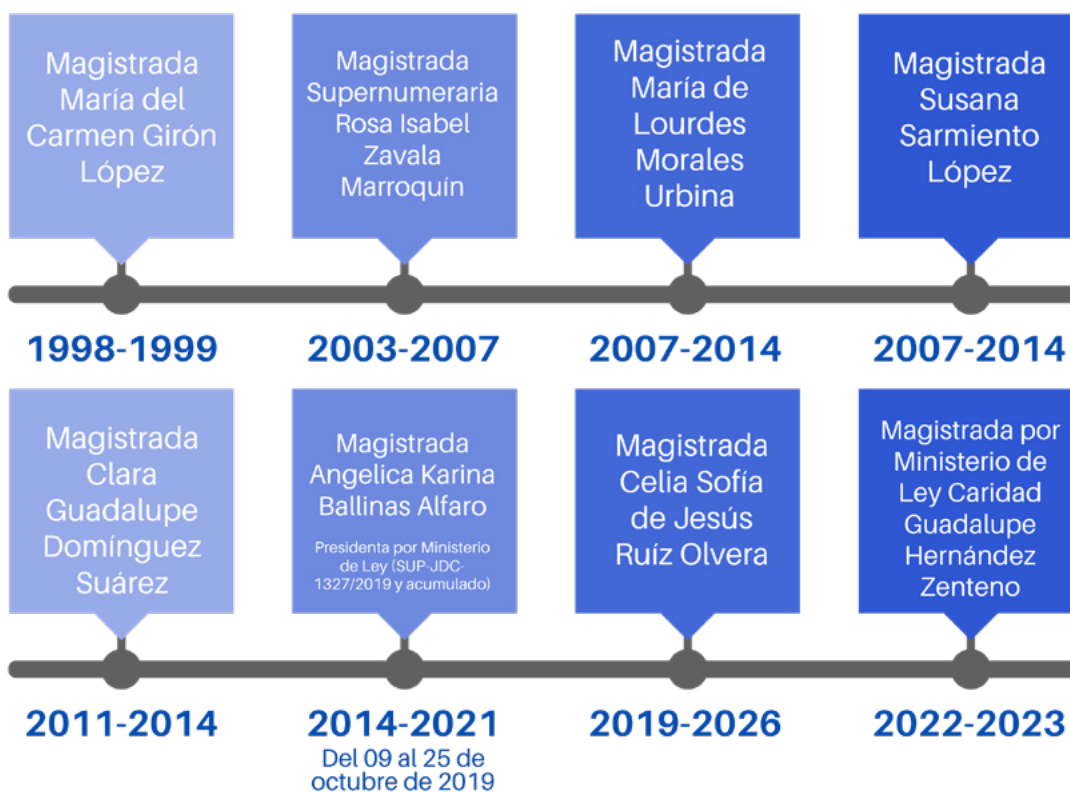 Magistrada
María del
Carmen Girón
López
Magistrada
Supernumeraria
Rosa Isabel
Zavala
Marroquín
Magistrada
María de
Lourdes
Morales
Urbina
Magistrada
Susana
Sarmiento
López
1998-1999
2003-2007
2007-2014
2007-2014
Magistrada
Clara
Guadalupe
Domínguez
Suárez
Magistrada
Angelica Karina
Ballinas Alfaro
Presidenta por Ministerio
de Ley (SUP-JDC-
1327/2019 y acumulado)
Magistrada
Celia Sofía
de Jesús
Ruíz Olvera
Magistrada por
Ministerio de
Ley Caridad
Guadalupe
Hernández
Zenteno
2011-2014
2014-2021
Del 09 al 25 de
octubre de 2019
2019-2026
2022-2023